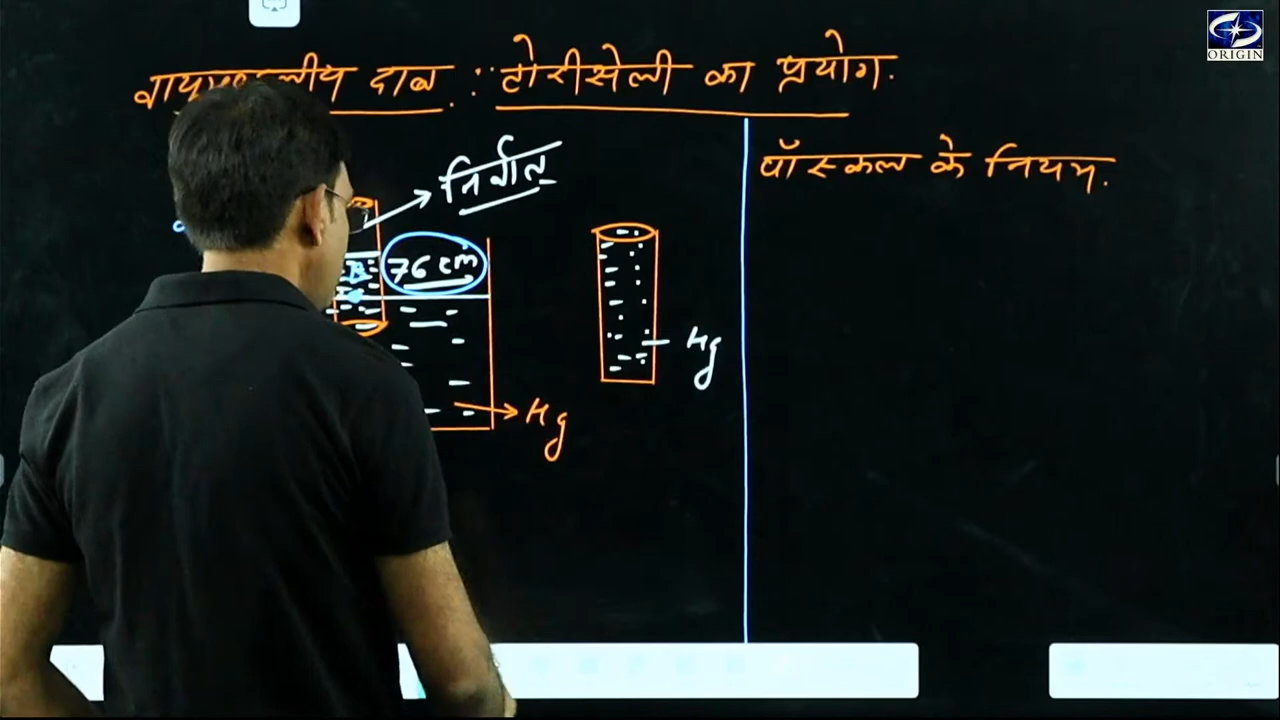 दाब :: टोरीसेली का प्रयोग.
निर्वात
76 cm
Hg
Hg
पॉस्कल के नियम.
ORIGIN